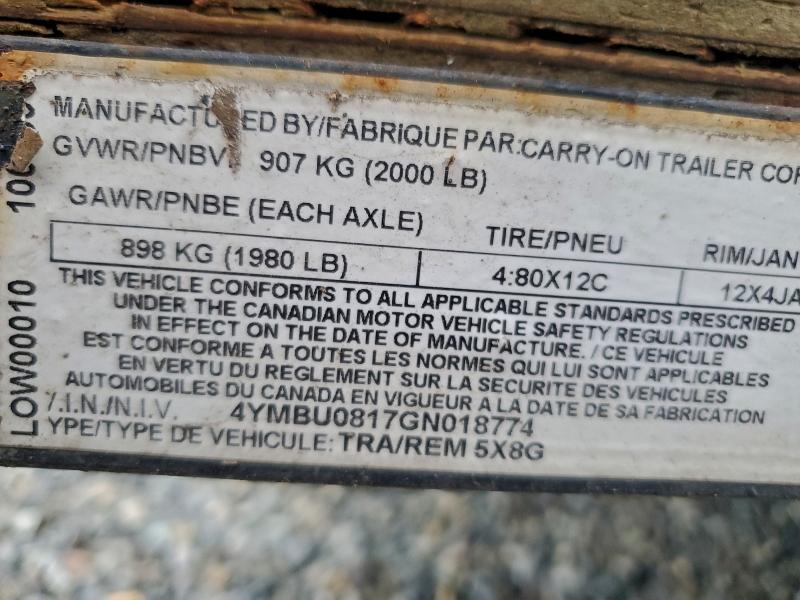 MANUFACTURED BY/FABRIQUE PAR:CARRY-ON TRAILER COR
GVWR/PNBV 907 KG (2000 LB)
GAWR/PNBE (EACH AXLE) TIRE/PNEU RIM/JAN
898 KG (1980 LB) 4:80X12C 12X4JA
THIS VEHICLE CONFORMS TO ALL APPLICABLE STANDARDS PRESCRIBED
UNDER THE CANADIAN MOTOR VEHICLE SAFETY REGULATIONS
IN EFFECT ON THE DATE OF MANUFACTURE. / CE VEHICULE
EST CONFORME A TOUTES LES NORMES QUI LUI SONT APPLICABLES
EN VERTU DU REGLEMENT SUR LA SECURITE DES VEHICULES
AUTOMOBILES DU CANADA EN VIGUEUR A LA DATE DE SA FABRICATION
.I.N./N.I.V. 4YMBU0817GN018774
YPE/TYPE DE VEHICULE: TRA/REM 5X8G
LOW00010 100